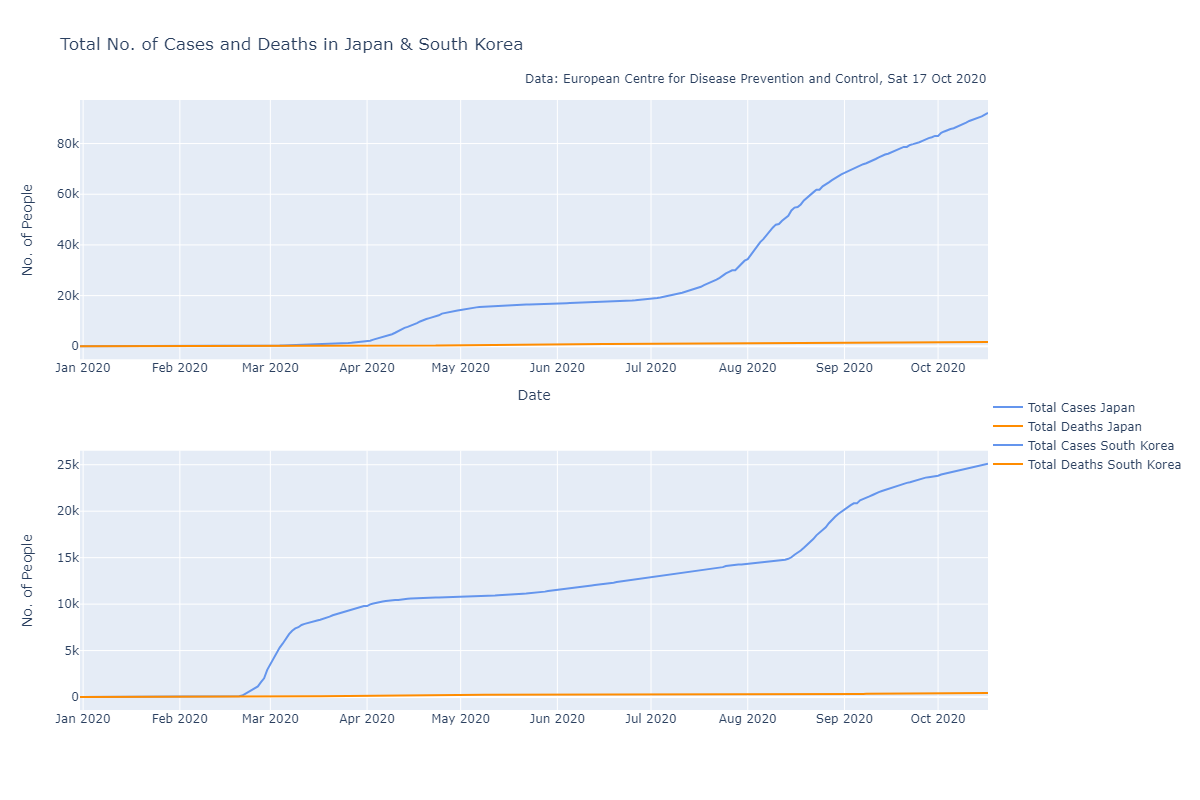 Total No. of Cases and Deaths in Japan & South Korea
Data: European Centre for Disease Prevention and Control, Sat 17 Oct 2020
No. of People
80k
60k
40k
20k
0
Jan 2020 Feb 2020 Mar 2020 Apr 2020 May 2020 Jun 2020 Jul 2020 Aug 2020 Sep 2020 Oct 2020
Date
Total Cases Japan
Total Deaths Japan
Total Cases South Korea
Total Deaths South Korea
No. of People
25k
20k
15k
10k
5k
0
Jan 2020 Feb 2020 Mar 2020 Apr 2020 May 2020 Jun 2020 Jul 2020 Aug 2020 Sep 2020 Oct 2020